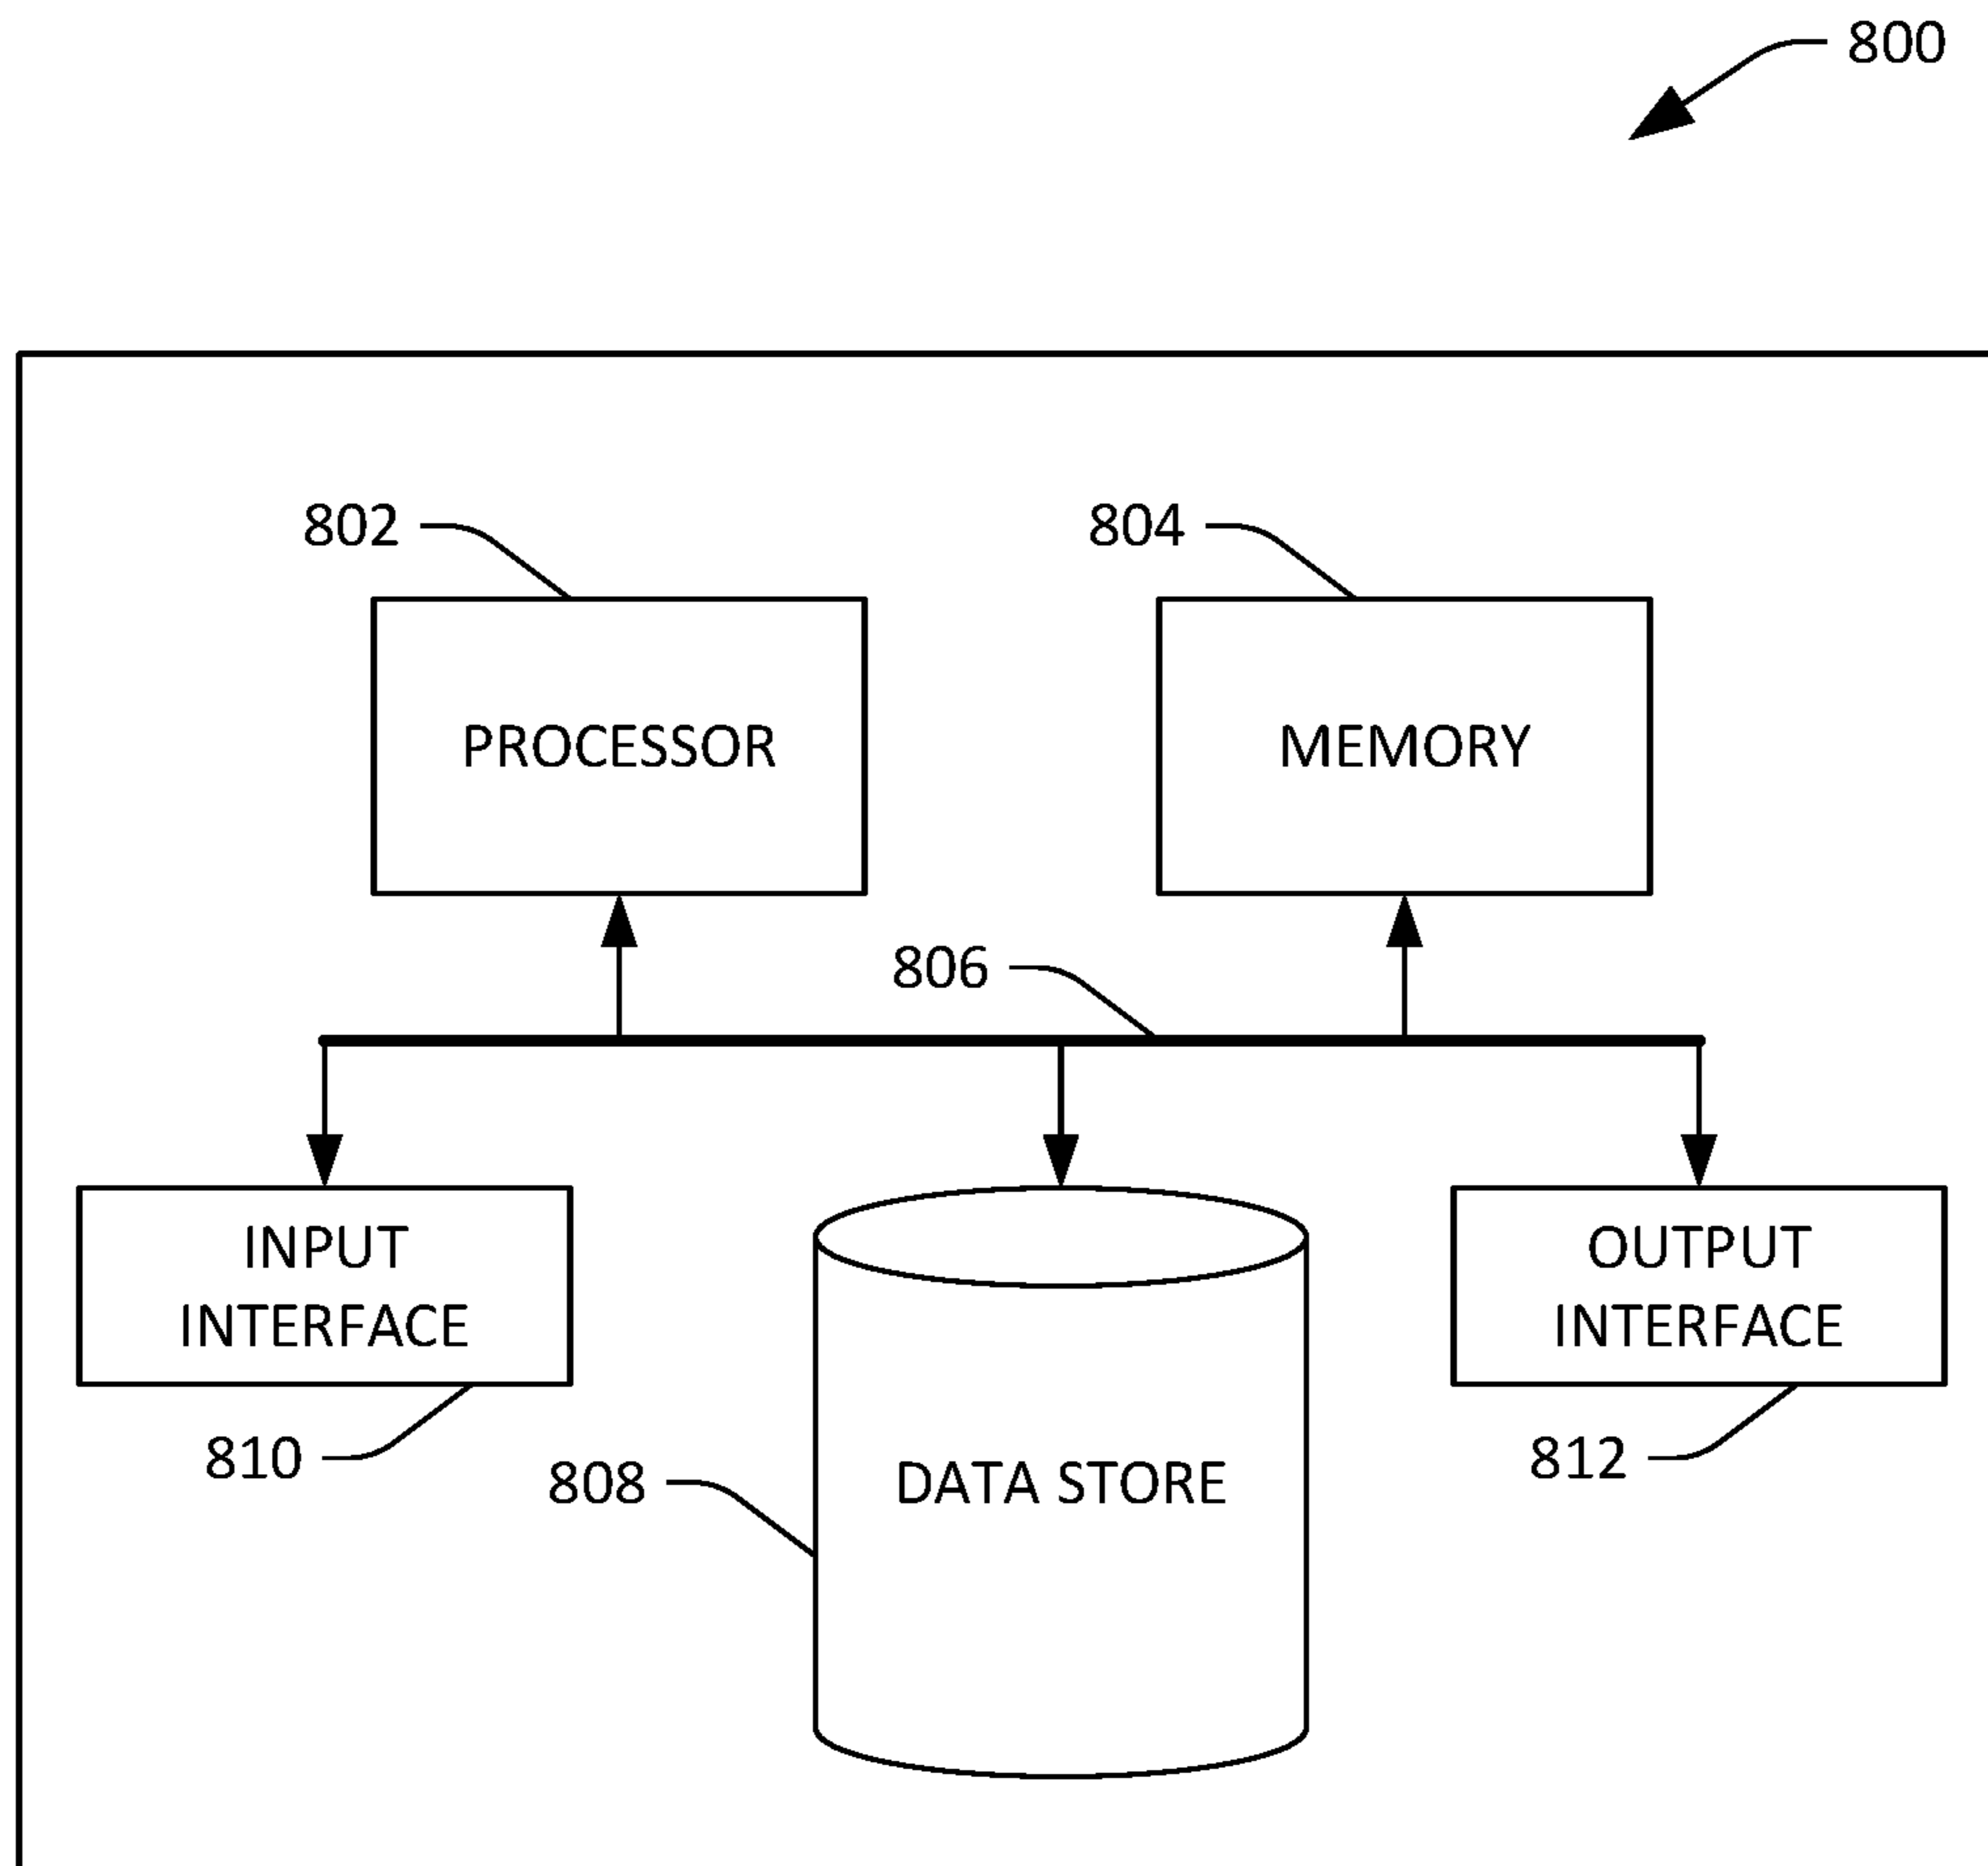 800
802
804
PROCESSOR
MEMORY
806
INPUT
INTERFACE
OUTPUT
INTERFACE
810
808
DATA STORE
812